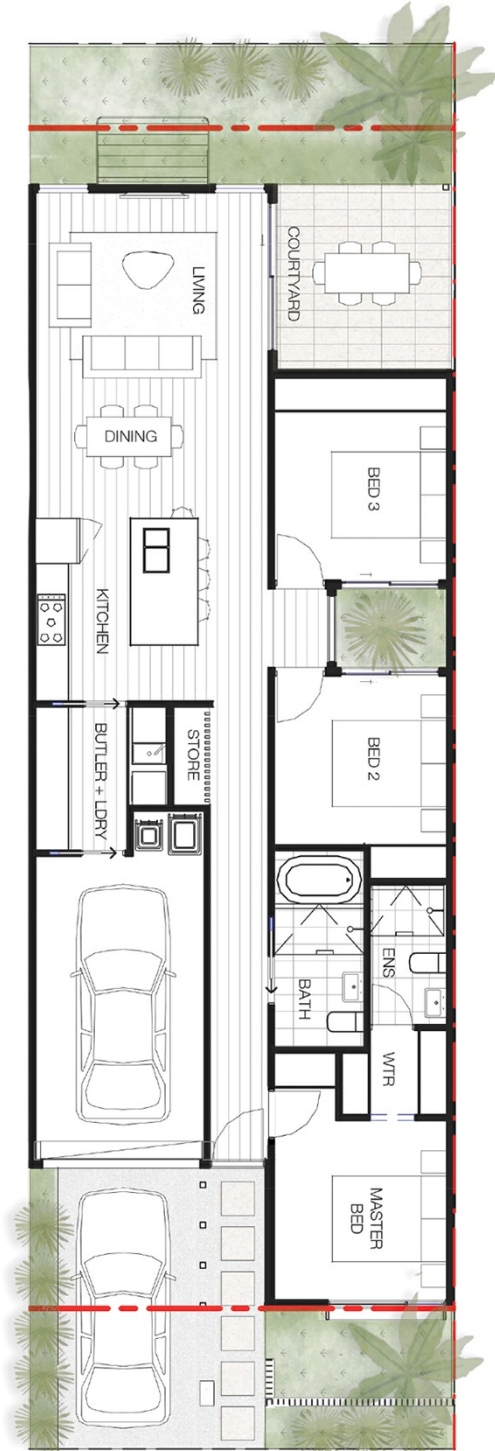 COURTYARD
LIVING
DINING
BED 3
KITCHEN
BED 2
STORE
BUTLER + LDRY
ENS
BATH
WTR
MASTER
BED